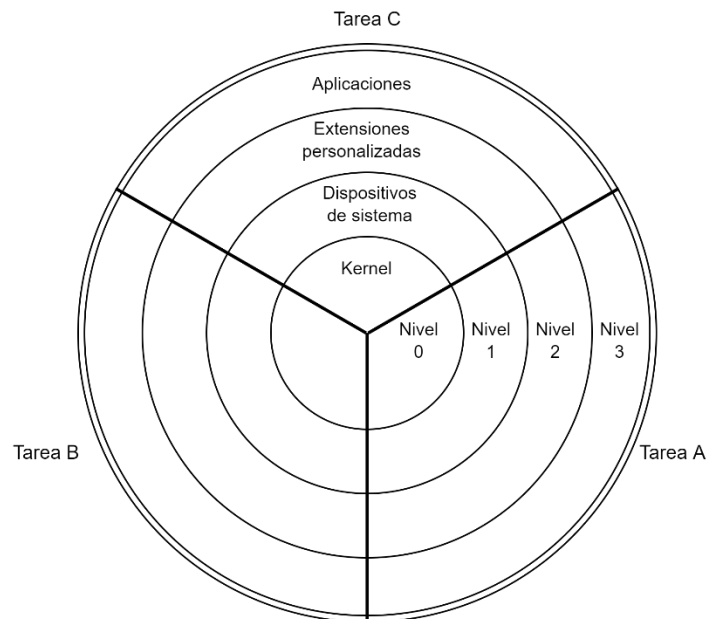 Tarea C
Aplicaciones
Extensiones
personalizadas
Dispositivos
de sistema
Kernel
Nivel
0
Nivel
1
Nivel
2
Nivel
3
Tarea B
Tarea A